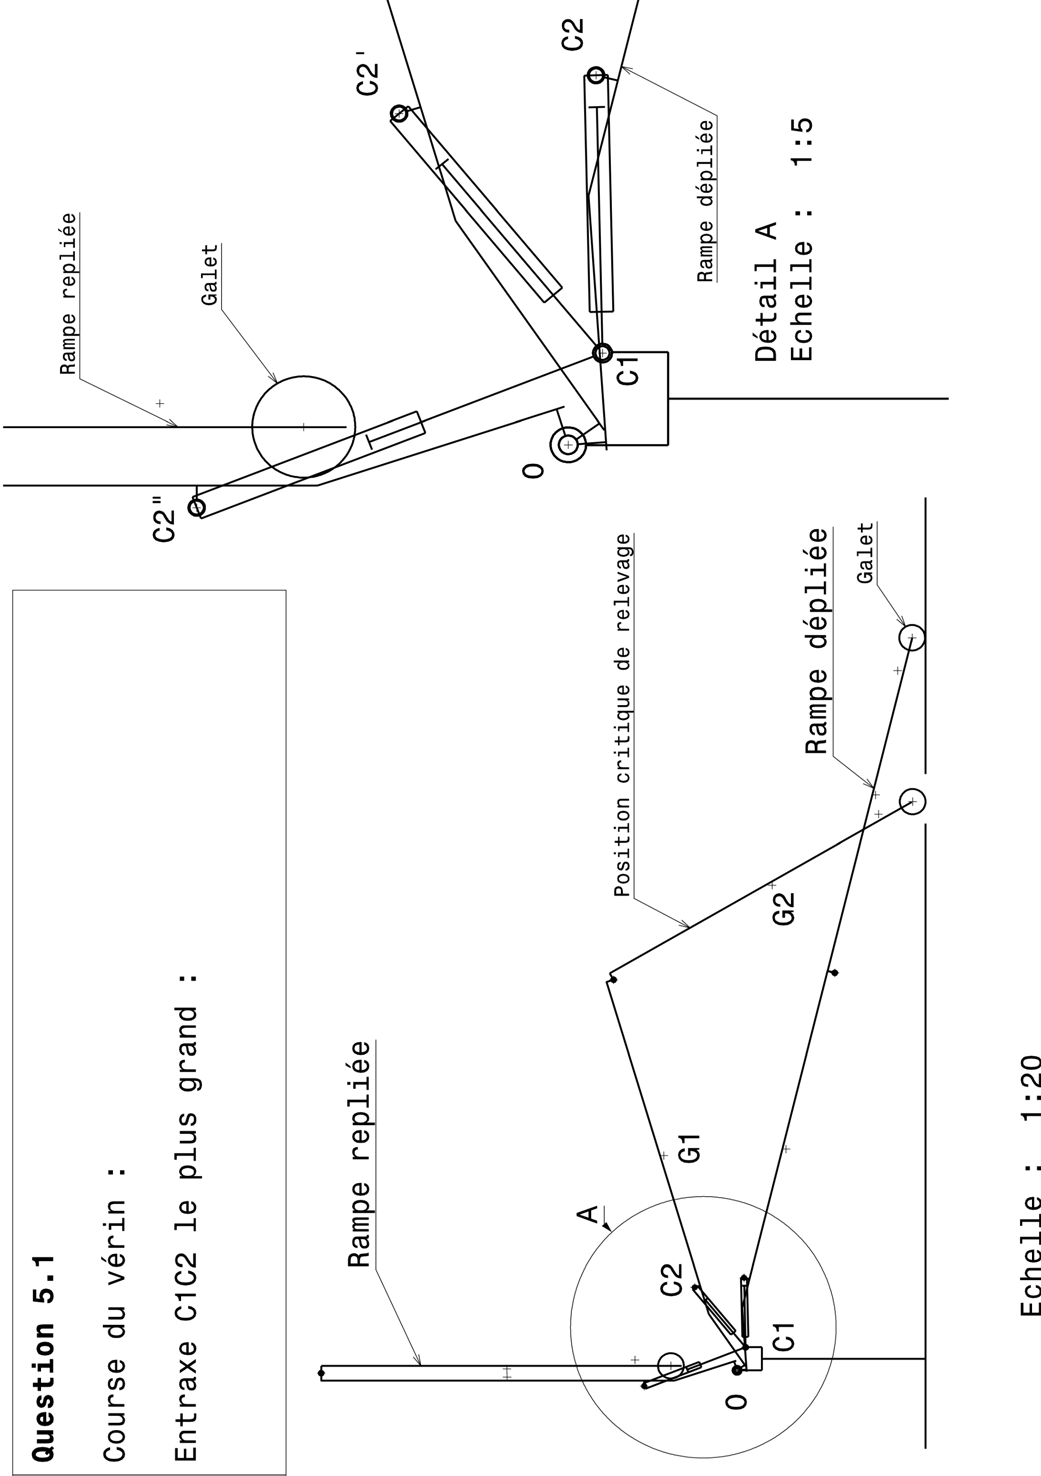 Question 5.1
Course du vérin :
Entraxe C1C2 le plus grand :
Rampe repliée
Galet
C2"
C2'
C2
O
C1
Rampe dépliée
Détail A
Echelle : 1:5
Rampe repliée
A
C2
C1
O
G1
G2
Position critique de relevage
Rampe dépliée
Galet
Echelle : 1:20